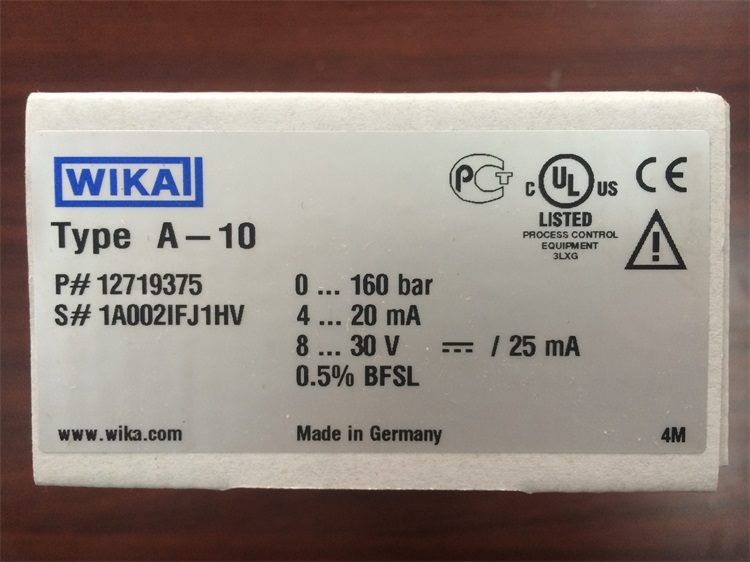 WIKA
Type A-10
P# 12719375
S# 1A002IFJ1HV
0 ... 160 bar
4 ... 20 mA
8 ... 30 V ⎓ / 25 mA
0.5% BFSL
PCT
C UL US
LISTED
PROCESS CONTROL
EQUIPMENT
3LXG
CE
!
www.wika.com
Made in Germany
4M